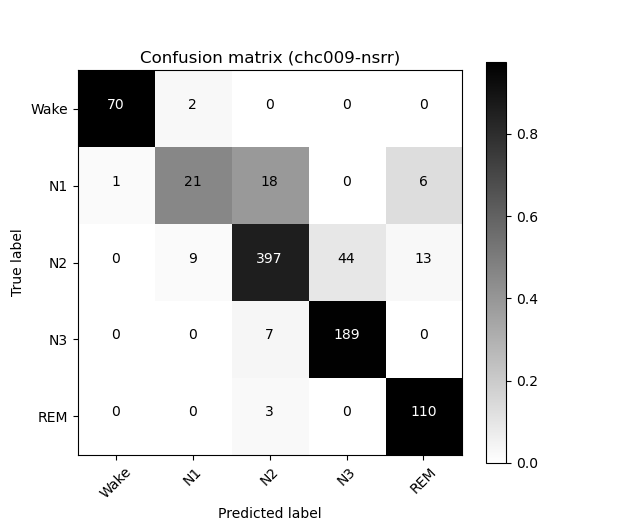 Confusion matrix (chc009-nsrr)
True label
Wake 70 2 0 0 0
N1 1 21 18 0 6
N2 0 9 397 44 13
N3 0 0 7 189 0
REM 0 0 3 0 110
Wake N1 N2 N3 REM
Predicted label
0.8
0.6
0.4
0.2
0.0